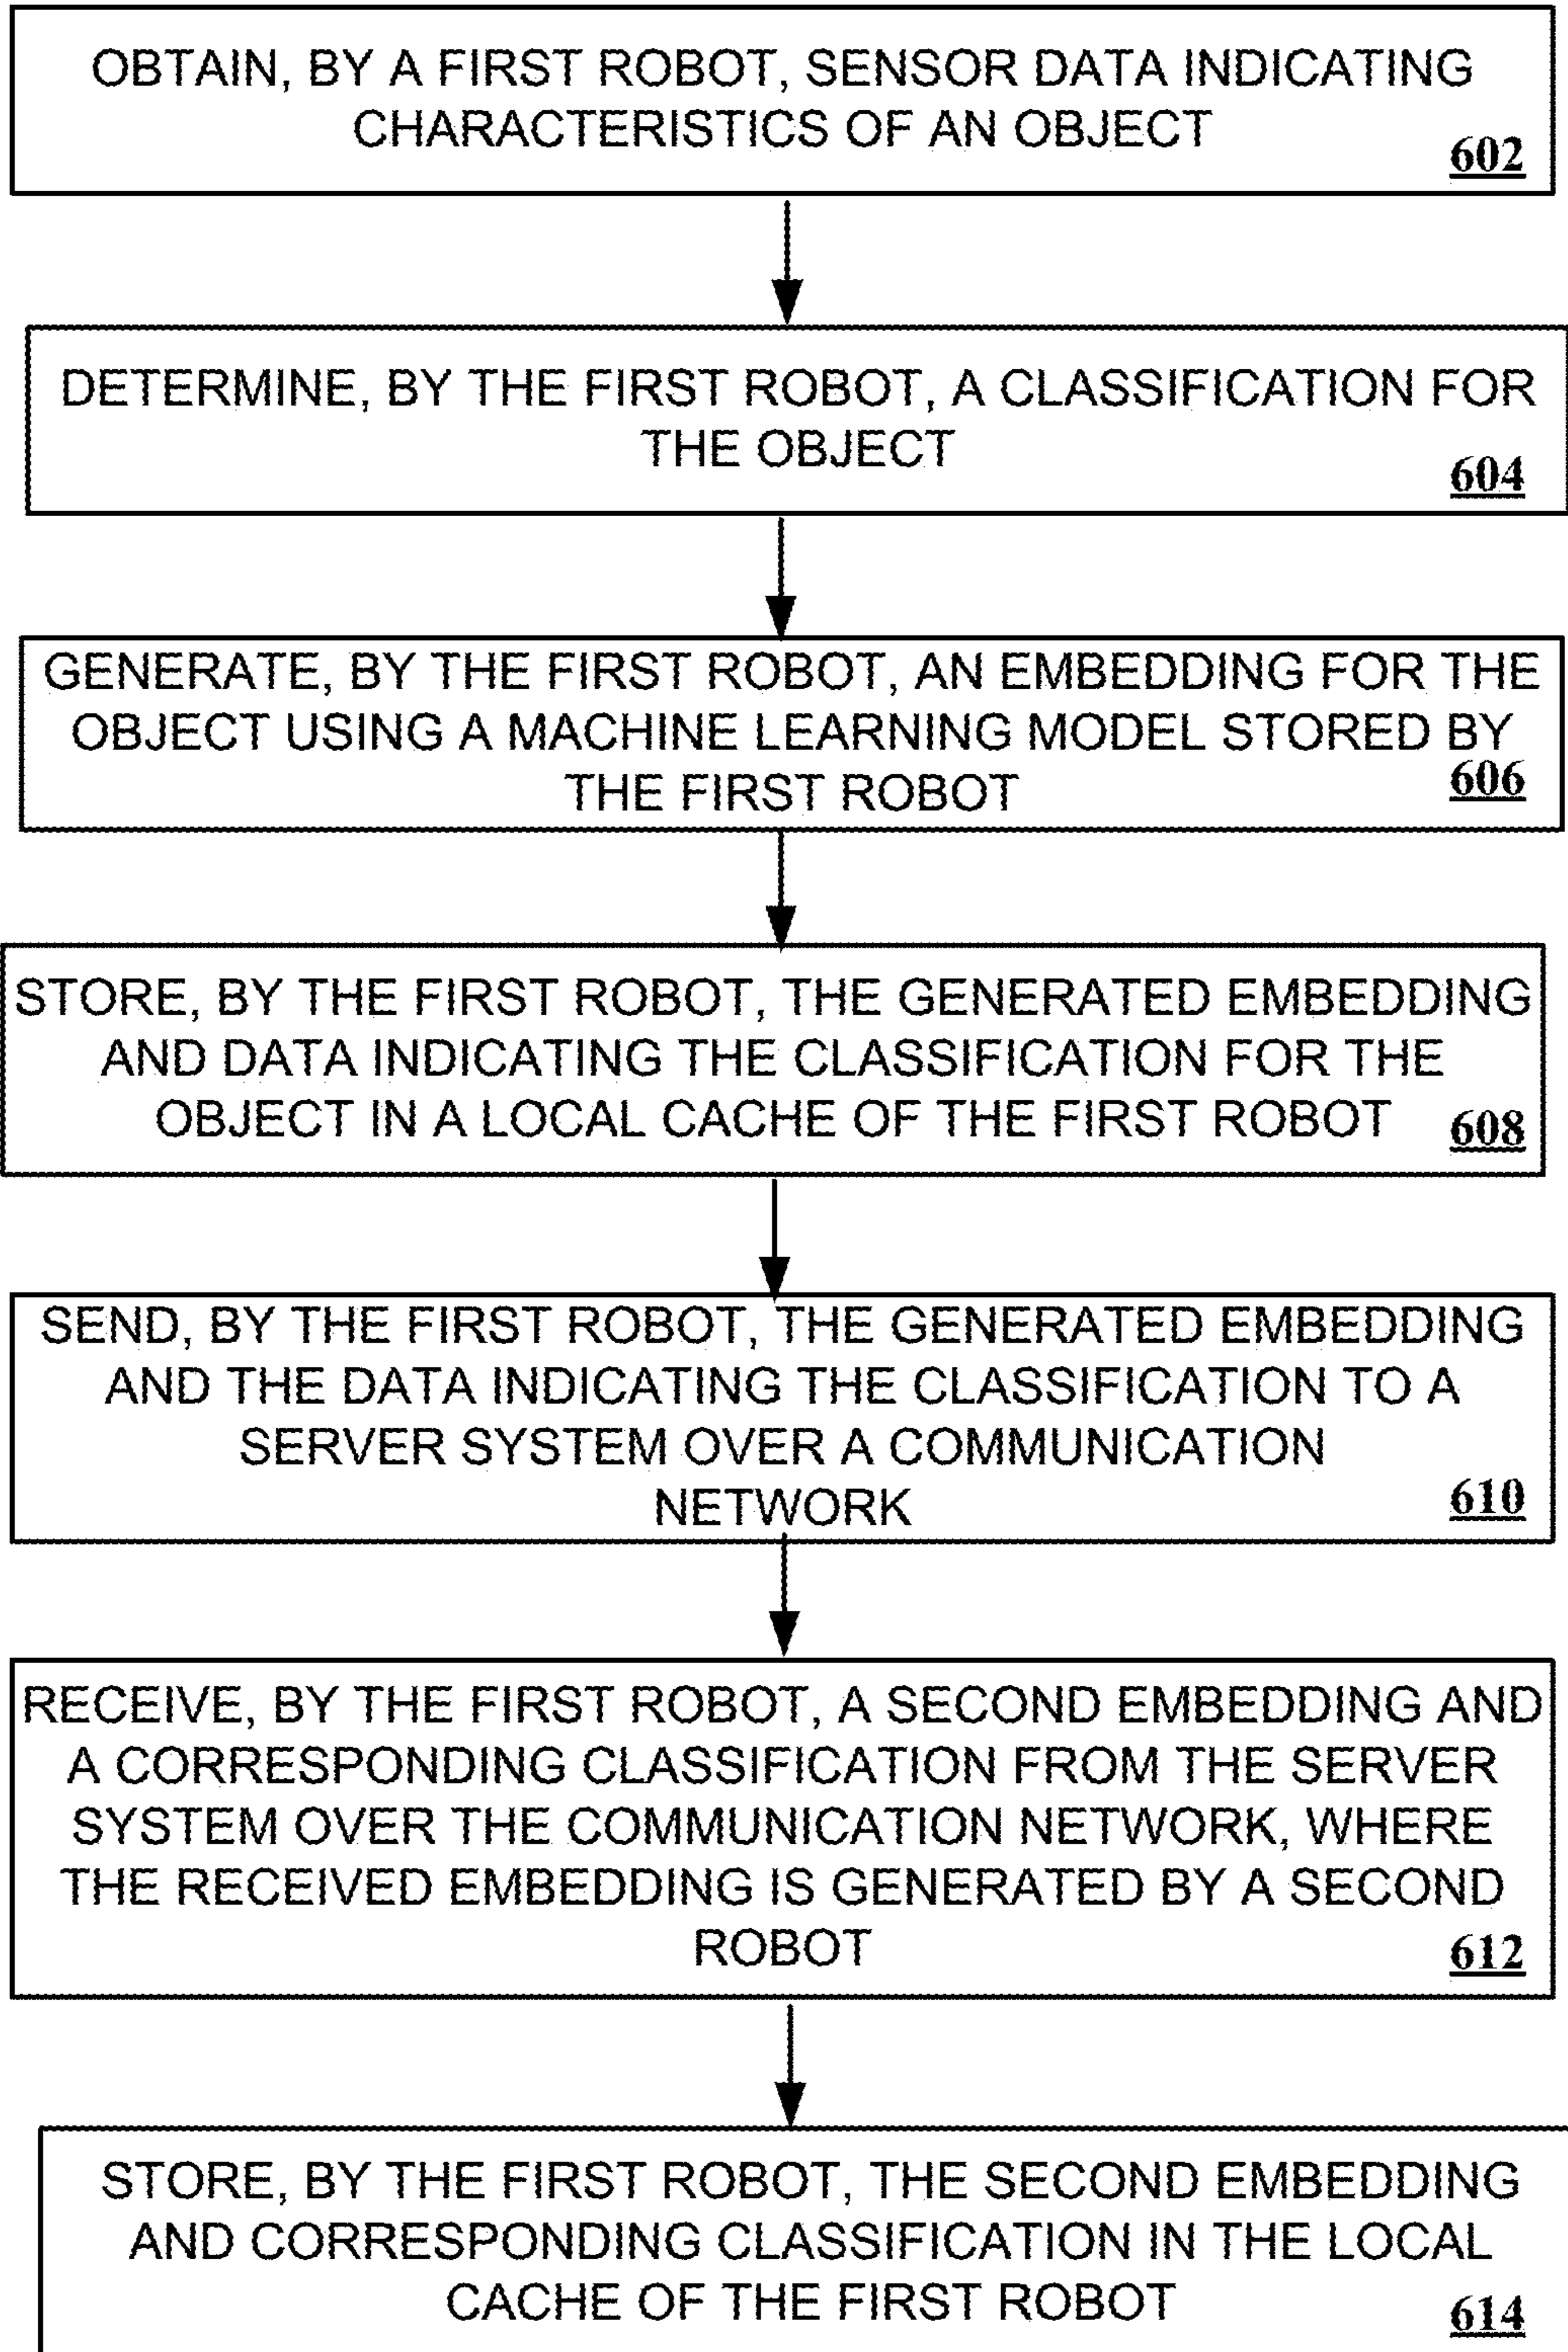 OBTAIN, BY A FIRST ROBOT, SENSOR DATA INDICATING
CHARACTERISTICS OF AN OBJECT
602
DETERMINE, BY THE FIRST ROBOT, A CLASSIFICATION FOR
THE OBJECT
604
GENERATE, BY THE FIRST ROBOT, AN EMBEDDING FOR THE
OBJECT USING A MACHINE LEARNING MODEL STORED BY
THE FIRST ROBOT
606
STORE, BY THE FIRST ROBOT, THE GENERATED EMBEDDING
AND DATA INDICATING THE CLASSIFICATION FOR THE
OBJECT IN A LOCAL CACHE OF THE FIRST ROBOT
608
SEND, BY THE FIRST ROBOT, THE GENERATED EMBEDDING
AND THE DATA INDICATING THE CLASSIFICATION TO A
SERVER SYSTEM OVER A COMMUNICATION
NETWORK
610
RECEIVE, BY THE FIRST ROBOT, A SECOND EMBEDDING AND
A CORRESPONDING CLASSIFICATION FROM THE SERVER
SYSTEM OVER THE COMMUNICATION NETWORK, WHERE
THE RECEIVED EMBEDDING IS GENERATED BY A SECOND
ROBOT
612
STORE, BY THE FIRST ROBOT, THE SECOND EMBEDDING
AND CORRESPONDING CLASSIFICATION IN THE LOCAL
CACHE OF THE FIRST ROBOT
614